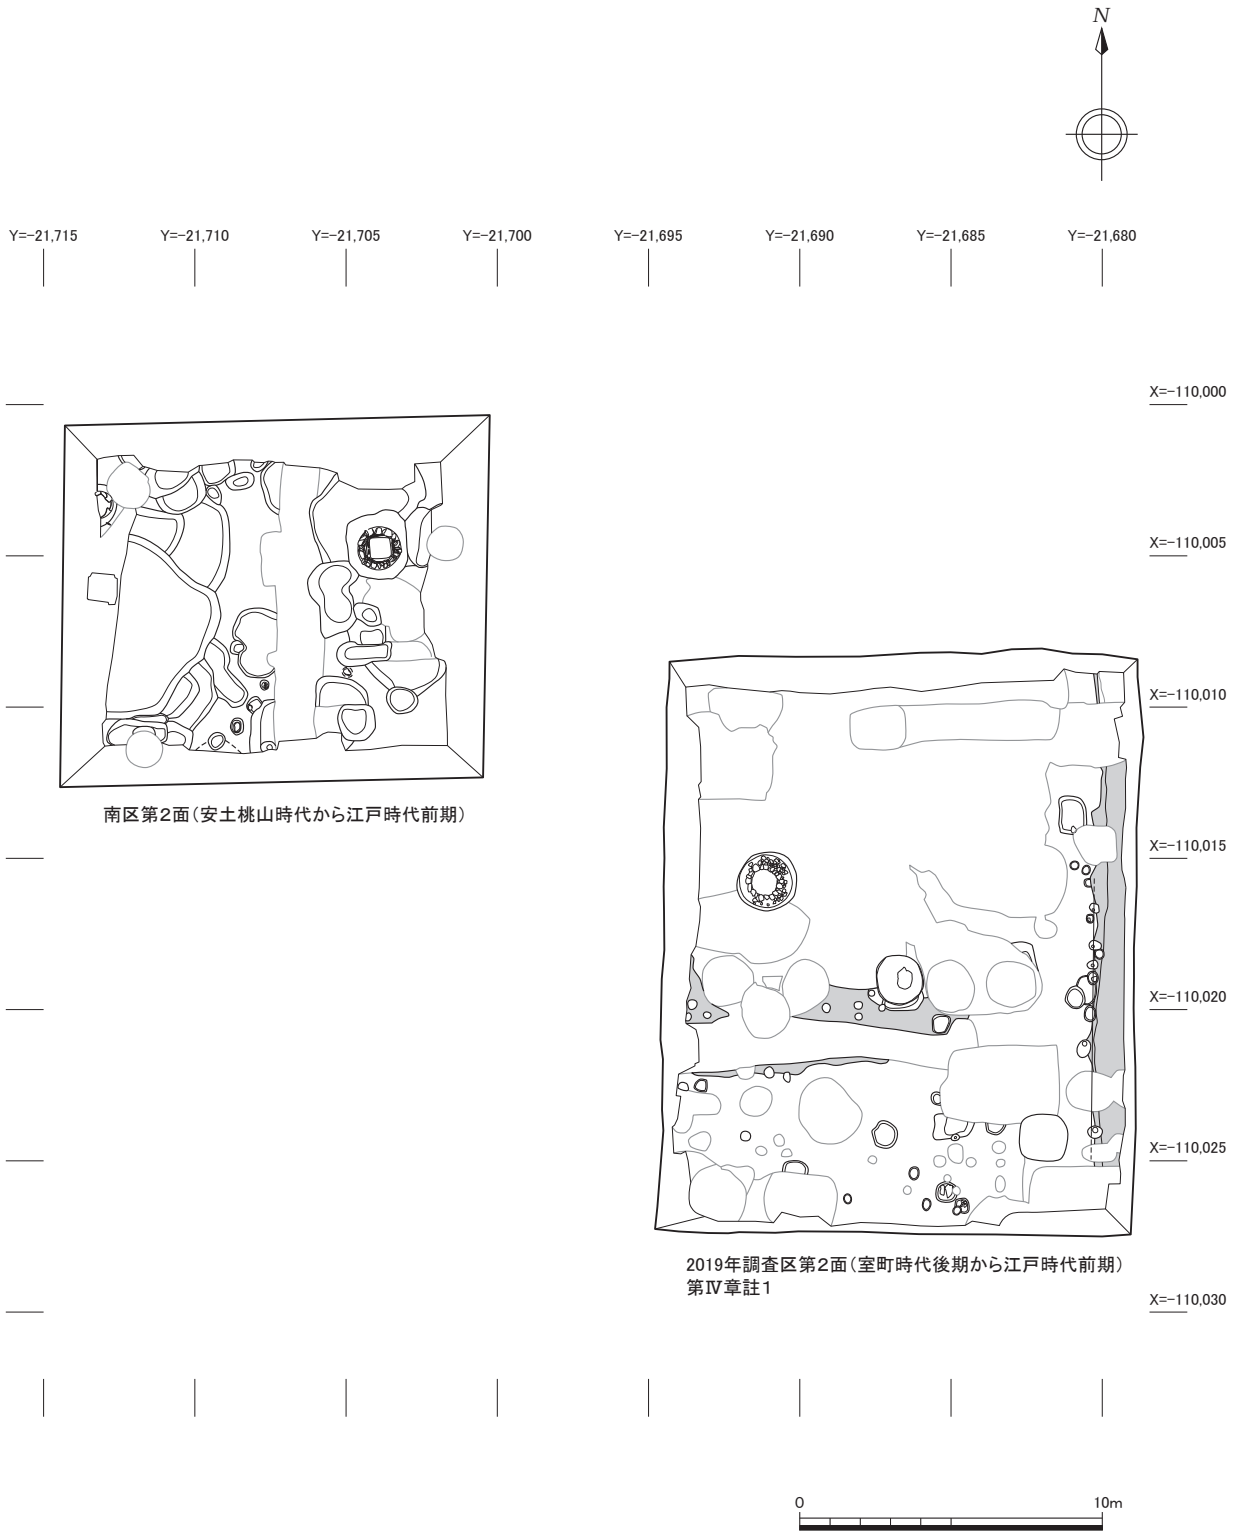 N
Y=-21,715
Y=-21,710
Y=-21,705
Y=-21,700
Y=-21,695
Y=-21,690
Y=-21,685
Y=-21,680
X=-110,000
X=-110,005
X=-110,010
南区第2面（安土桃山時代から江戸時代前期）
X=-110,015
X=-110,020
X=-110,025
2019年調査区第2面（室町時代後期から江戸時代前期）
第Ⅳ章註1
X=-110,030
0
10m